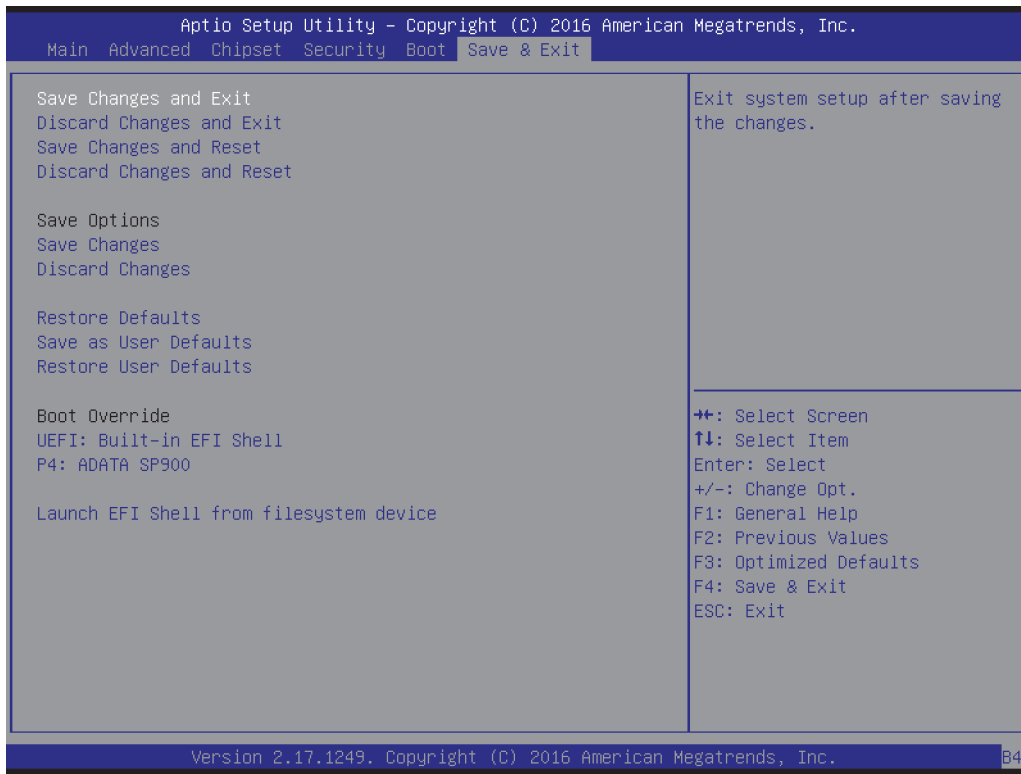 Aptio Setup Utility – Copyright (C) 2016 American Megatrends, Inc.
Main Advanced Chipset Security Boot Save & Exit
Save Changes and Exit
Discard Changes and Exit
Save Changes and Reset
Discard Changes and Reset
Save Options
Save Changes
Discard Changes
Restore Defaults
Save as User Defaults
Restore User Defaults
Boot Override
UEFI: Built-in EFI Shell
P4: ADATA SP900
Launch EFI Shell from filesystem device
Exit system setup after saving
the changes.
→←: Select Screen
↑↓: Select Item
Enter: Select
+/-: Change Opt.
F1: General Help
F2: Previous Values
F3: Optimized Defaults
F4: Save & Exit
ESC: Exit
Version 2.17.1249. Copyright (C) 2016 American Megatrends, Inc.
B4